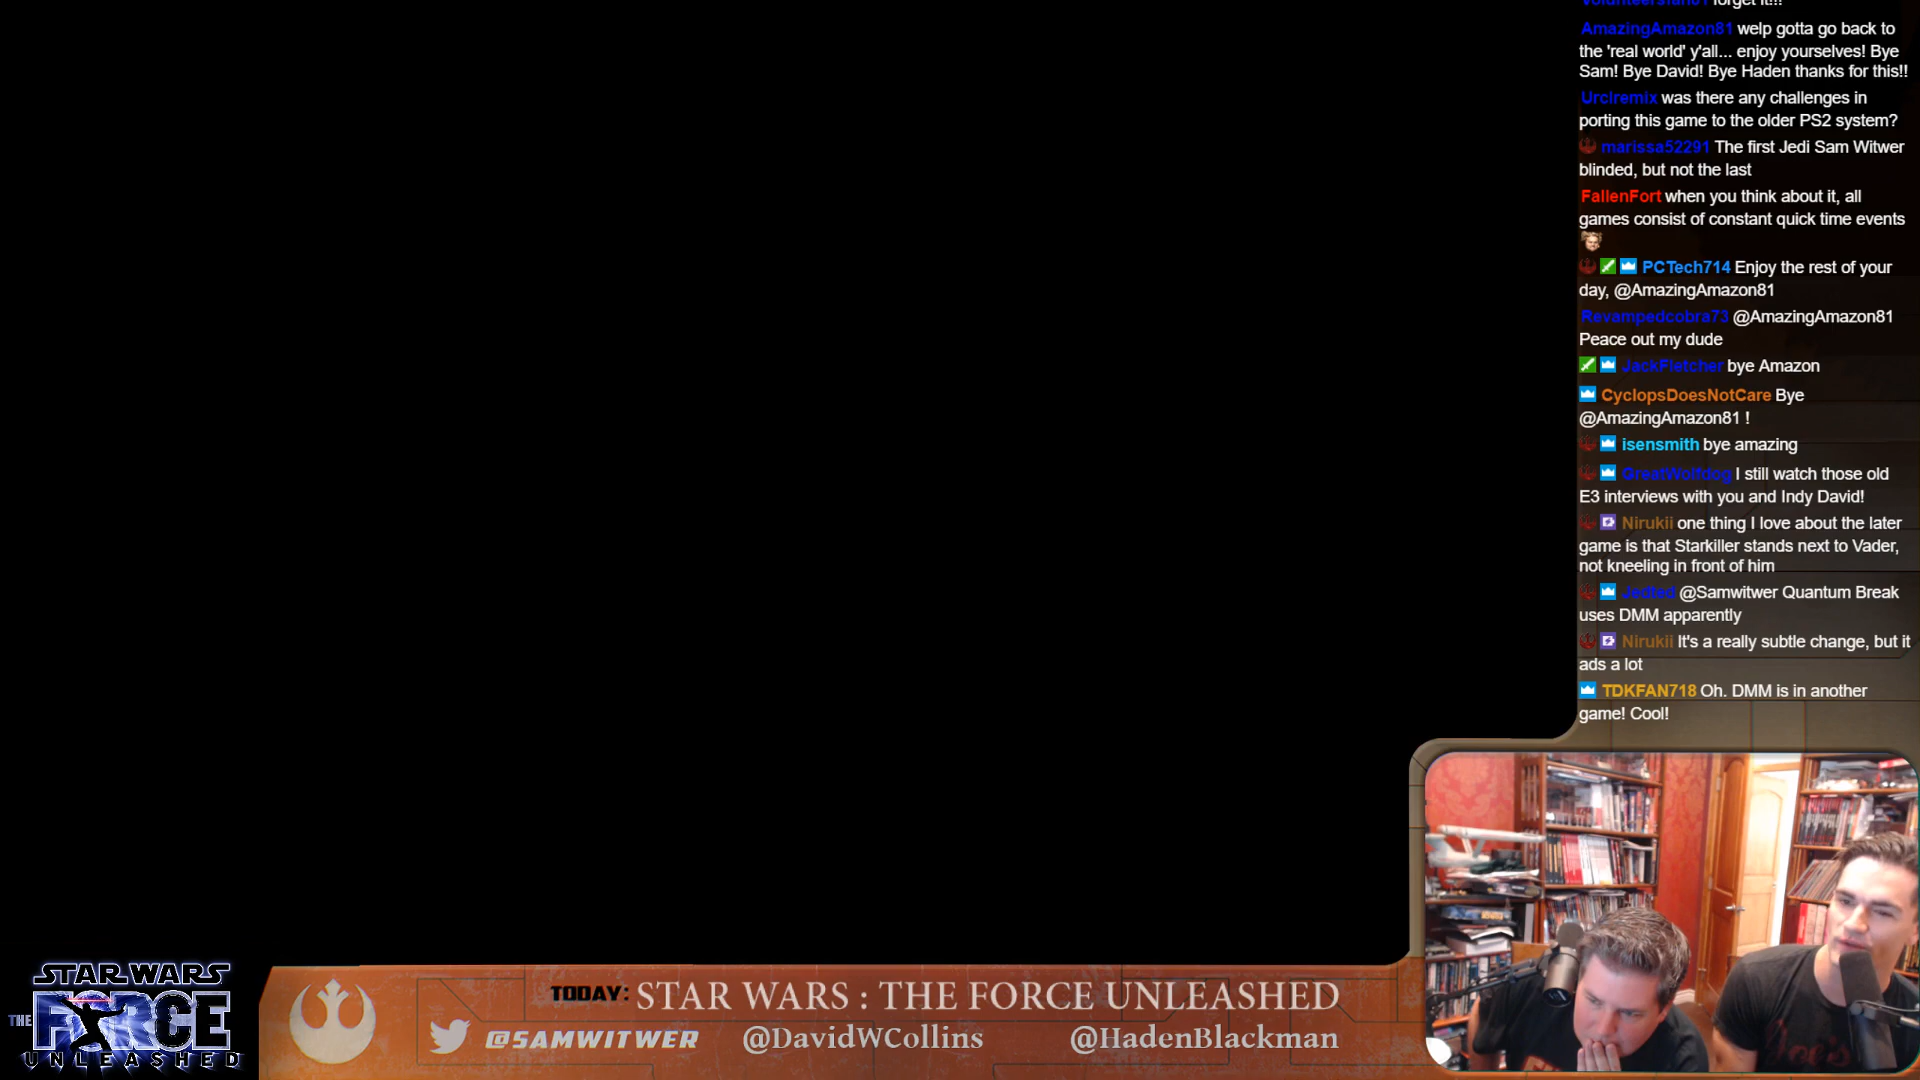 Volunteersfan81 forget it!!!
AmazingAmazon81 welp gotta go back to
the 'real world' y'all... enjoy yourselves! Bye
Sam! Bye David! Bye Haden thanks for this!!
Urclremix was there any challenges in
porting this game to the older PS2 system?
marissa52291 The first Jedi Sam Witwer
blinded, but not the last
FallenFort when you think about it, all
games consist of constant quick time events
PCTech714 Enjoy the rest of your
day, @AmazingAmazon81
Revampedcobra73 @AmazingAmazon81
Peace out my dude
JackFletcher bye Amazon
CyclopsDoesNotCare Bye
@AmazingAmazon81 !
isensmith bye amazing
GreatWolfdog I still watch those old
E3 interviews with you and Indy David!
Nirukii one thing I love about the later
game is that Starkiller stands next to Vader,
not kneeling in front of him
Jedted @Samwitwer Quantum Break
uses DMM apparently
Nirukii It's a really subtle change, but it
ads a lot
TDKFAN718 Oh. DMM is in another
game! Cool!
STAR WARS
THE FORCE
UNLEASHED
TODAY: STAR WARS : THE FORCE UNLEASHED
@SAMWITWER @DavidWCollins @HadenBlackman